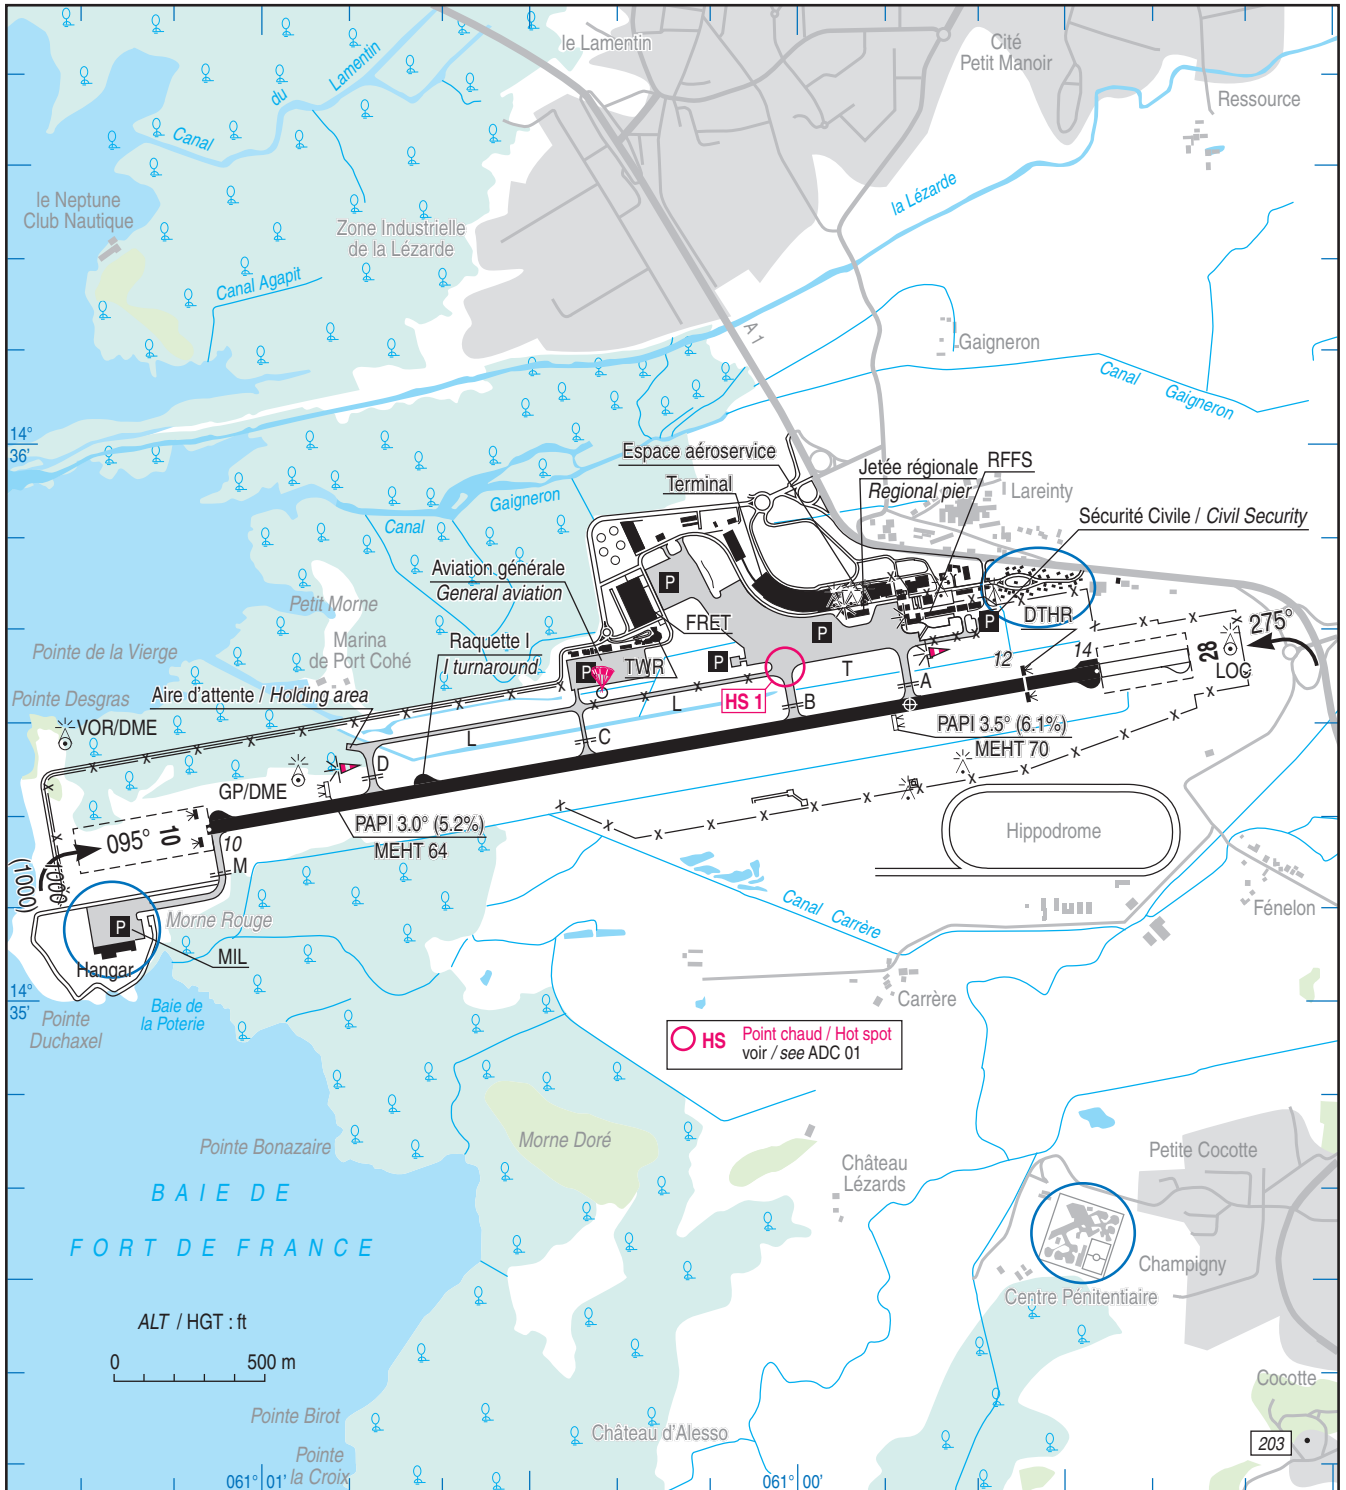 le Lamentin
Cité
Petit Manoir
Ressource
Canal
du
Lamentin
le Neptune
Club Nautique
Zone Industrielle
de la Lézarde
Canal Agapit
la Lézarde
A 1
Gaigneron
Canal
Gaigneron
14°
36'
Espace aéroservice
Terminal
Jetée régionale
Regional pier
RFFS
Lareinty
Sécurité Civile / Civil Security
Canal
Gaigneron
Aviation générale
General aviation
Petit Morne
Marina
de Port Cohé
Raquette I
I turnaround
Pointe de la Vierge
Pointe Desgras
Aire d'attente / Holding area
VOR/DME
GP/DME
P
FRET
P
P
P
P
TWR
HS 1
DTHR
12
14
28
275°
LOC
T
A
B
L
L
C
D
PAPI 3.5° (6.1%)
MEHT 70
PAPI 3.0° (5.2%)
MEHT 64
095°
10
10
M
(1000)
000
P
Hangar
MIL
Morne Rouge
Hippodrome
Canal Carrère
Fénelon
Carrère
14°
35'
Pointe
Duchaxel
Baie de
la Poterie
HS Point chaud / Hot spot
voir / see ADC 01
Pointe Bonazaire
Morne Doré
Château
Lézards
Petite Cocotte
BAIE DE
FORT DE FRANCE
Champigny
Centre Pénitentiaire
ALT / HGT : ft
0 500 m
Cocotte
Pointe Birot
Château d'Alesso
203
Pointe
la Croix
061° 01'
061° 00'